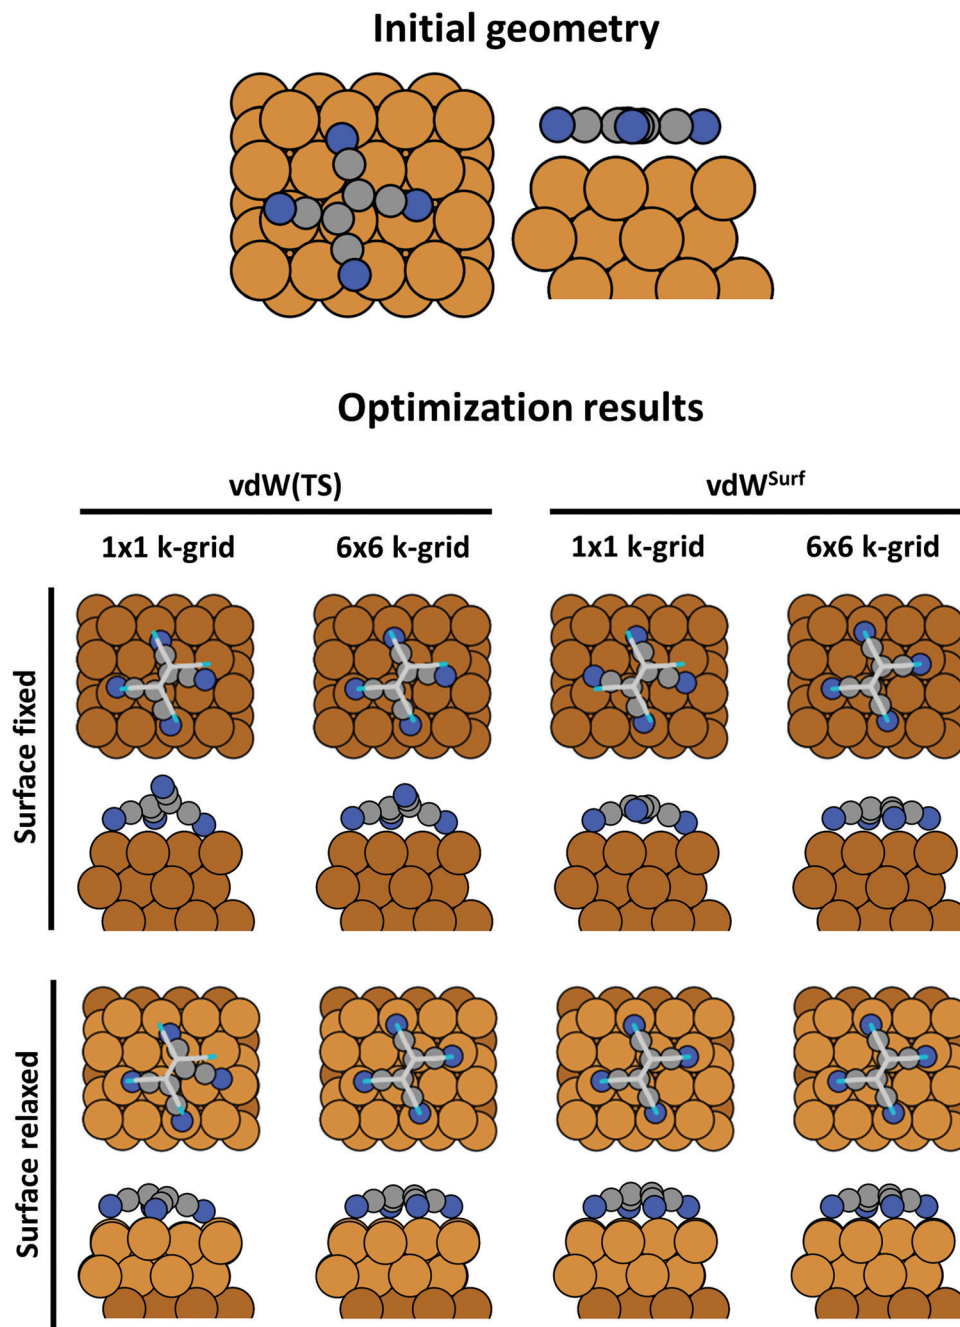 Initial geometry
Optimization results
vdW(TS)
vdW^Surf
1x1 k-grid
6x6 k-grid
1x1 k-grid
6x6 k-grid
Surface fixed
Surface relaxed